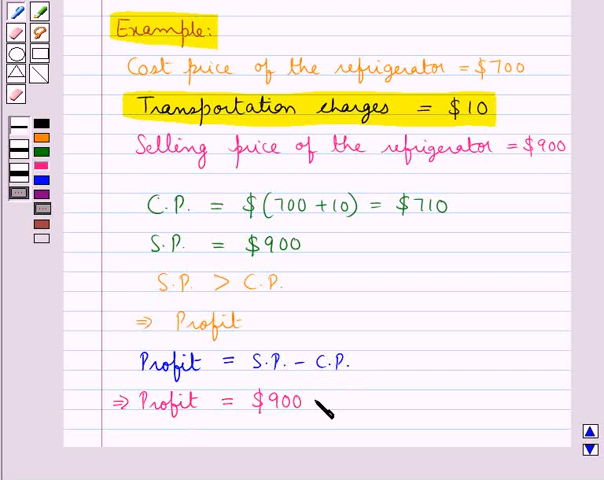 Example:
Cost price of the refrigerator = $700
Transportation charges = $10
Selling price of the refrigerator = $900
C.P. = $(700+10) = $710
S.P. = $900
S.P. > C.P.
⇒ Profit
Profit = S.P. - C.P.
⇒ Profit = $900